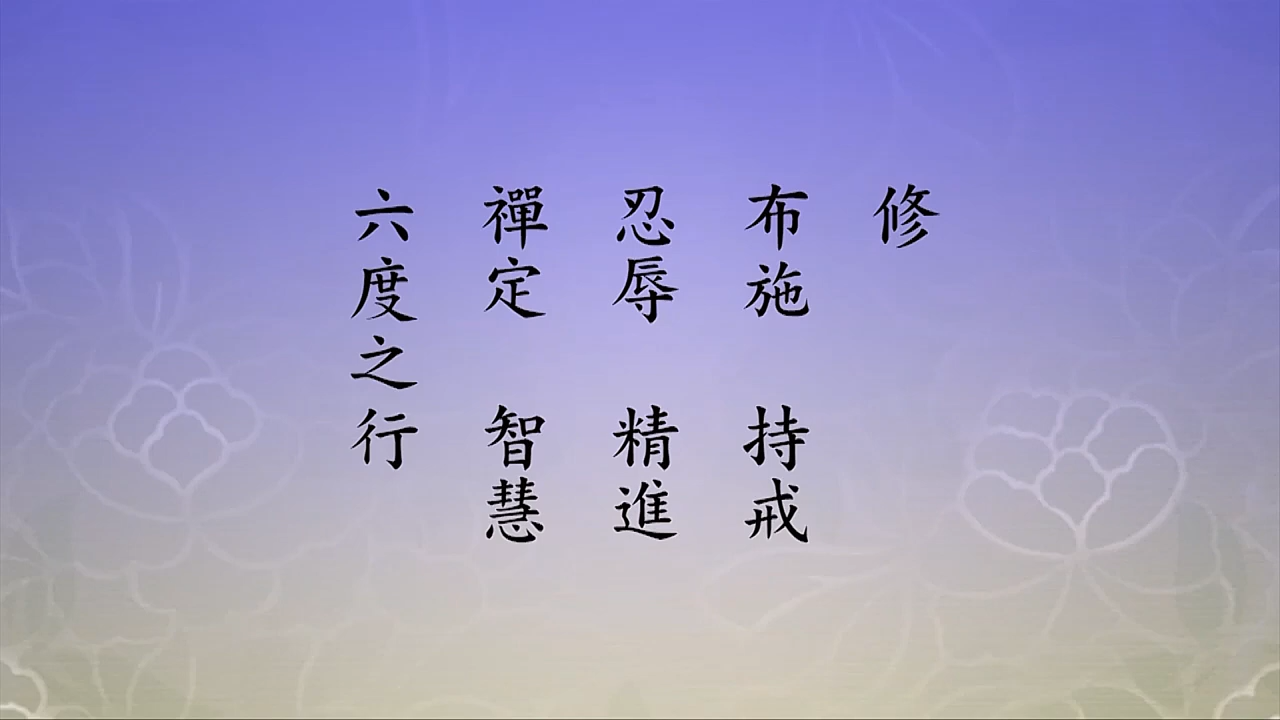 修
布施 持戒
忍辱 精進
禪定 智慧
六度之行